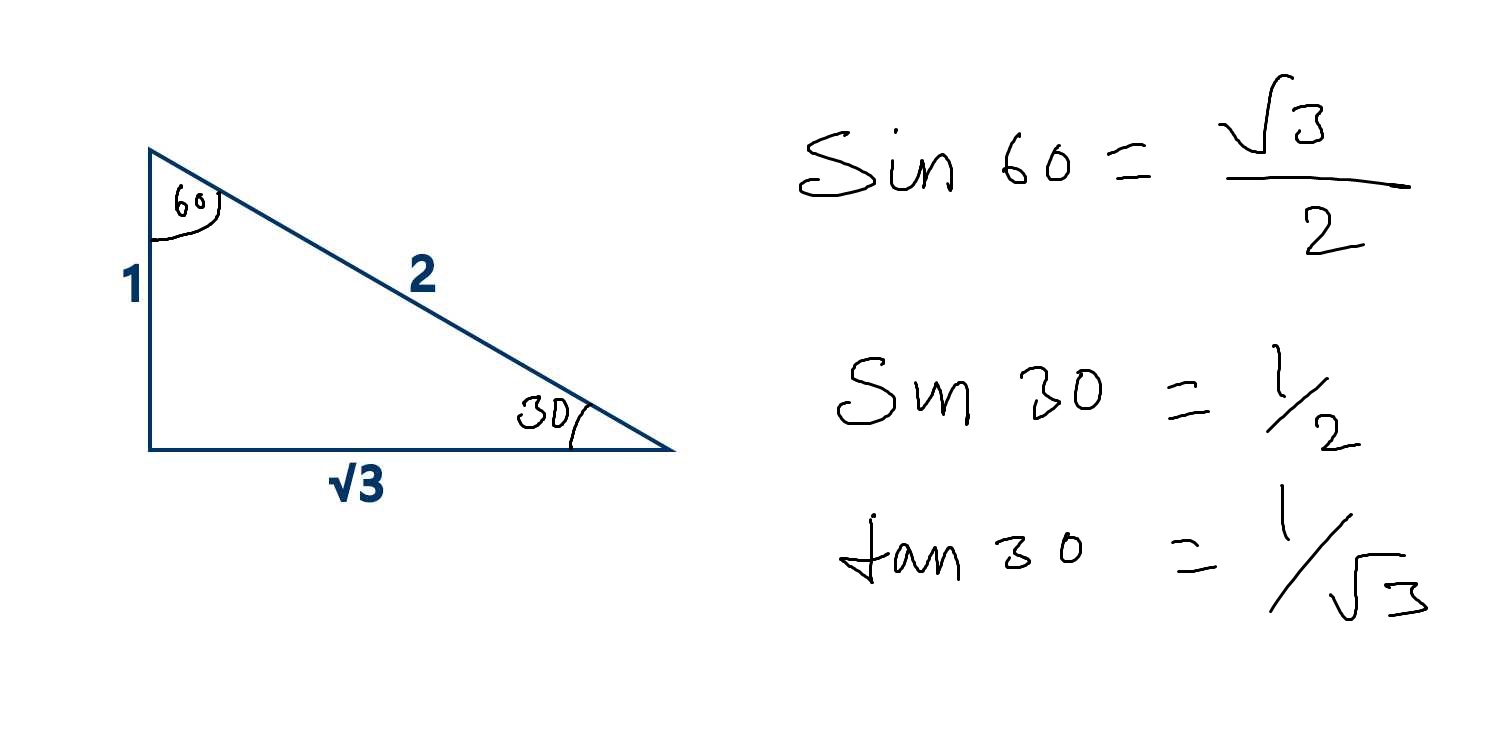 60
1
2
30
√3
Sin 60 = √3/2
Sin 30 = 1/2
tan 30 = 1/√3